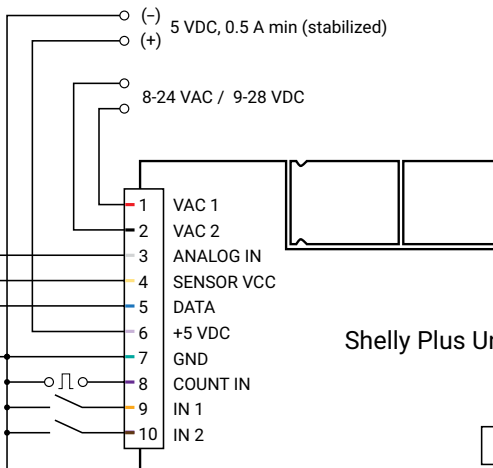 (−) 5 VDC, 0.5 A min (stabilized)
(+)
8-24 VAC / 9-28 VDC
1 VAC 1
2 VAC 2
3 ANALOG IN
4 SENSOR VCC
5 DATA
6 +5 VDC
Shelly Plus Un
7 GND
8 COUNT IN
9 IN 1
10 IN 2